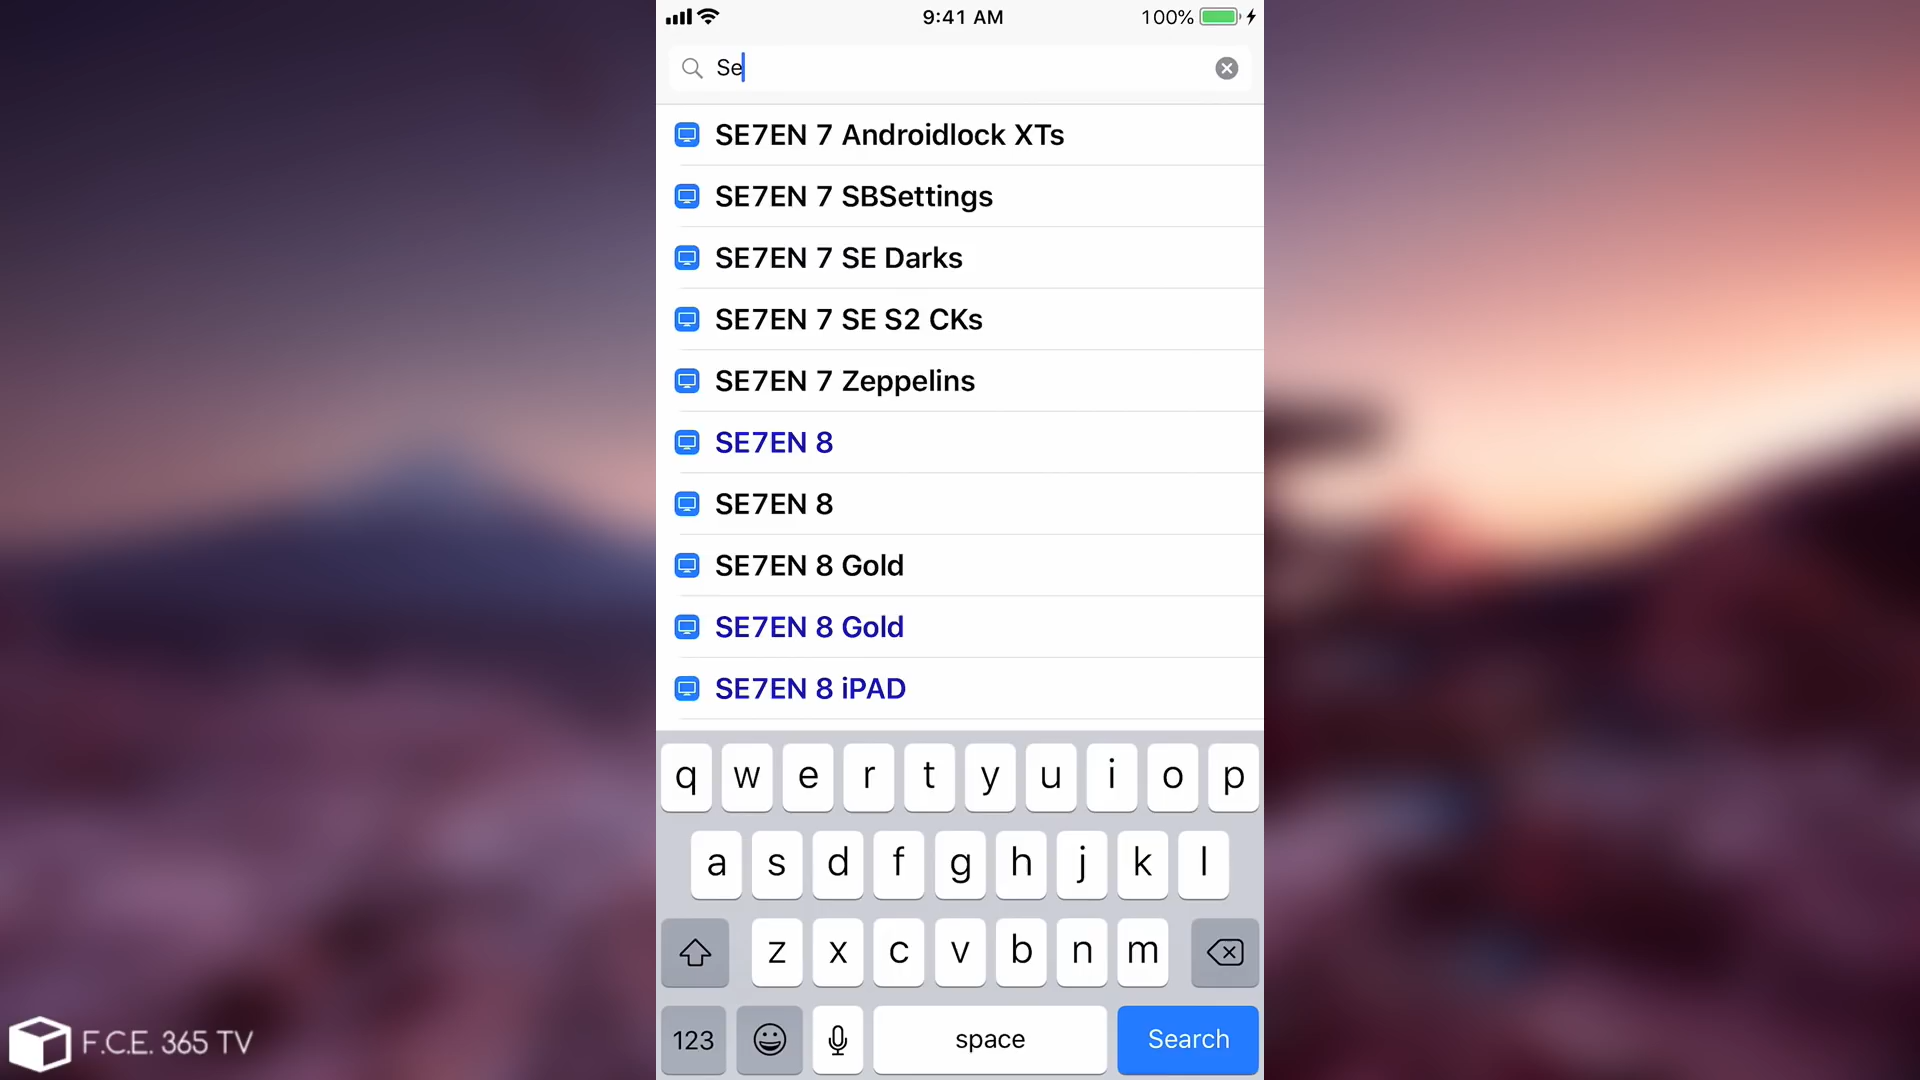 9:41 AM
100%
Se
SE7EN 7 Androidlock XTs
SE7EN 7 SBSettings
SE7EN 7 SE Darks
SE7EN 7 SE S2 CKs
SE7EN 7 Zeppelins
SE7EN 8
SE7EN 8
SE7EN 8 Gold
SE7EN 8 Gold
SE7EN 8 iPAD
q w e r t y u i o p
a s d f g h j k l
z x c v b n m
123 space Search
F.C.E. 365 TV